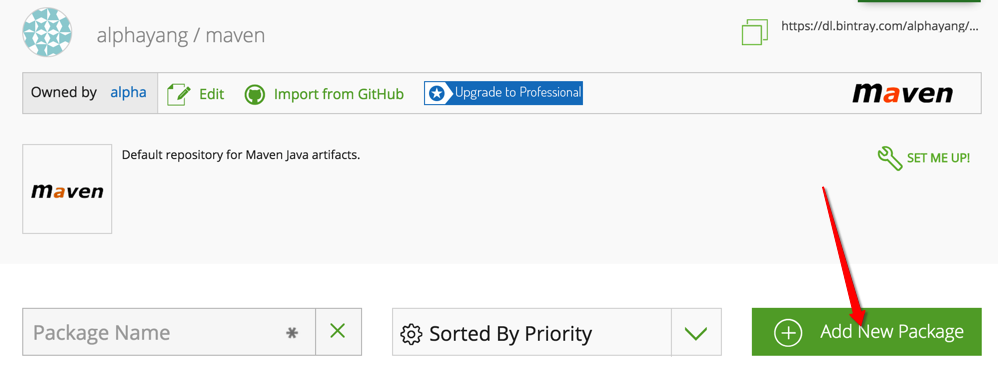 alphayang / maven
https://dl.bintray.com/alphayang/...
Owned by alpha Edit Import from GitHub Upgrade to Professional maven
Default repository for Maven Java artifacts.
maven
SET ME UP!
Package Name * Sorted By Priority Add New Package